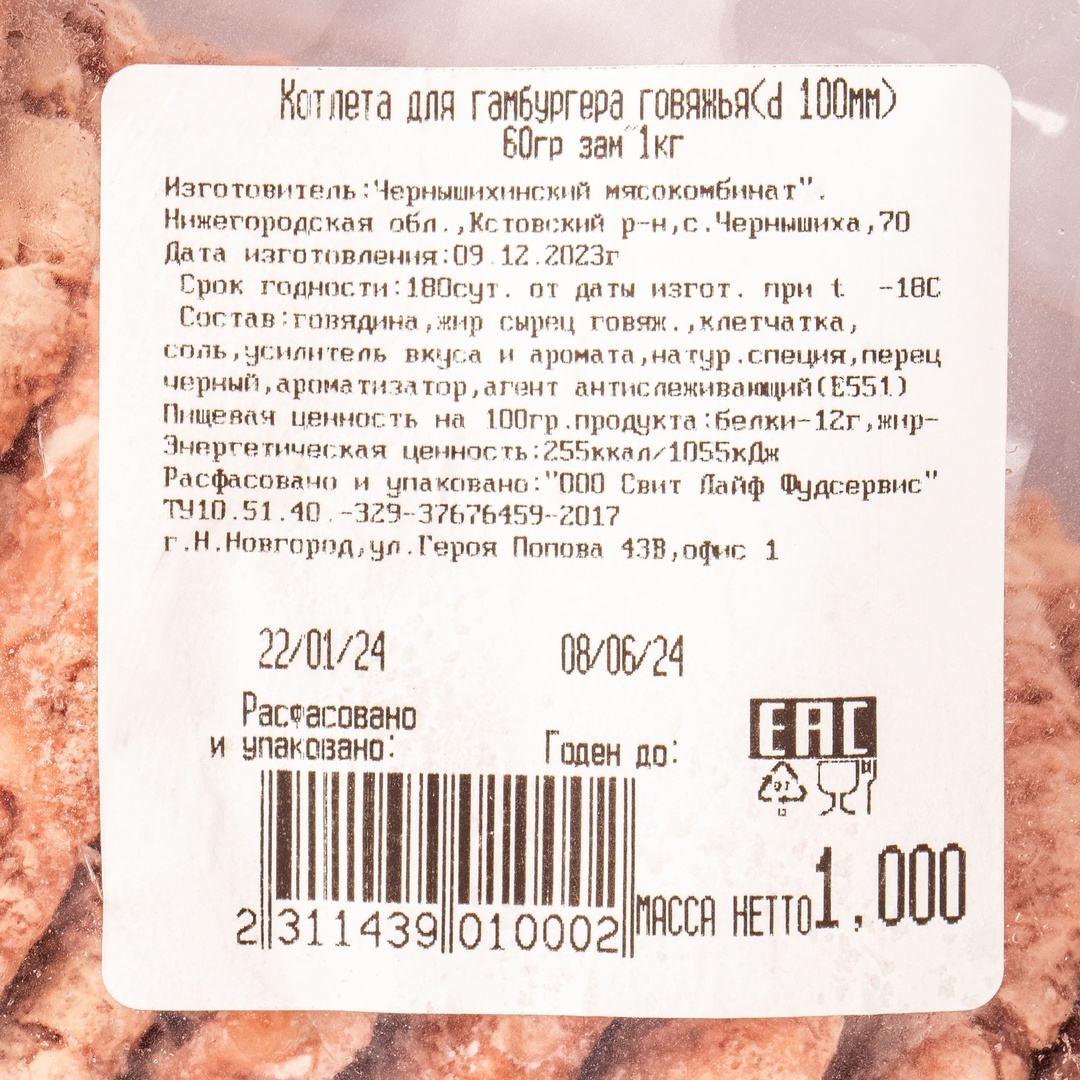 Котлета для гамбургера говяжья(d 100мм)
60гр зам~1кг
Изготовитель:Чернышихинский мясокомбинат".
Нижегородская обл.,Кстовский р-н,с.Чернышиха,70
Дата изготовления:09.12.2023г
Срок годности:180сут. от даты изгот. при t -18С
Состав:говядина,жир сырец говяж.,клетчатка,
соль,усилитель вкуса и аромата,натур.специя,перец
черный,ароматизатор,агент антислеживающий(Е551)
Пищевая ценность на 100гр.продукта:белки-12г,жир-
Энергетическая ценность:255ккал/1055кДж
Расфасовано и упаковано:"ООО Свит Лайф Фудсервис"
ТУ10.51.40.-329-37676459-2017
г.Н.Новгород,ул.Героя Попова 43В,офис 1
22/01/24 08/06/24
Расфасовано
и упаковано: Годен до:
EAC
2 311439 010002
МАССА НЕТТО 1,000